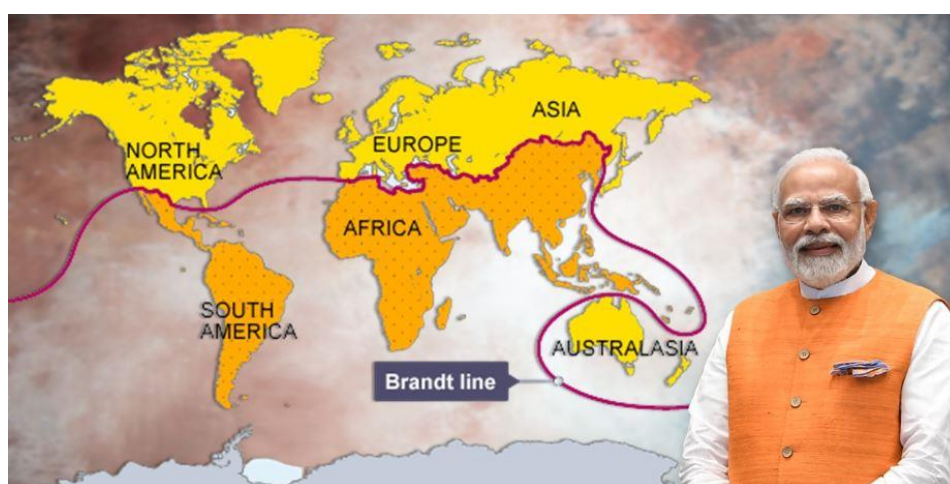 ASIA
EUROPE
NORTH
AMERICA
AFRICA
SOUTH
AMERICA
AUSTRALASIA
Brandt line